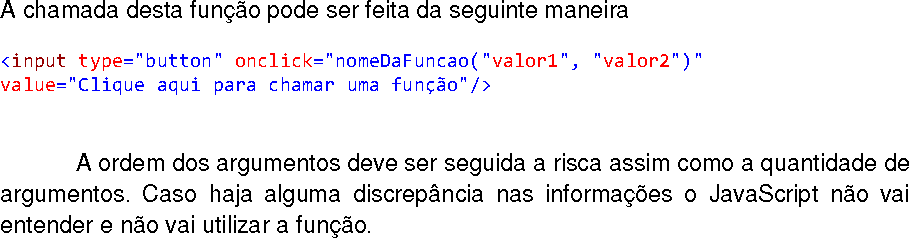 A chamada desta função pode ser feita da seguinte maneira
<input type="button" onclick="nomeDaFuncao("valor1", "valor2")"
value="Clique aqui para chamar uma função"/>
A ordem dos argumentos deve ser seguida a risca assim como a quantidade de
argumentos. Caso haja alguma discrepância nas informações o JavaScript não vai
entender e não vai utilizar a função.